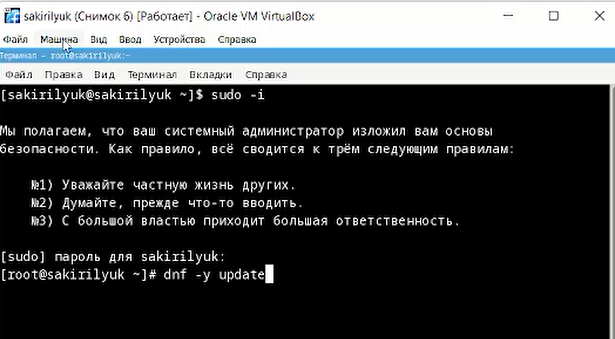 sakirilyuk (Снимок 6) [Работает] - Oracle VM VirtualBox
Файл Машина Вид Ввод Устройства Справка
Терминал - root@sakirilyuk:~
Файл Правка Вид Терминал Вкладки Справка
[sakirilyuk@sakirilyuk ~]$ sudo -i
Мы полагаем, что ваш системный администратор изложил вам основы
безопасности. Как правило, всё сводится к трём следующим правилам:
№1) Уважайте частную жизнь других.
№2) Думайте, прежде что-то вводить.
№3) С большой властью приходит большая ответственность.
[sudo] пароль для sakirilyuk:
[root@sakirilyuk ~]# dnf -y update